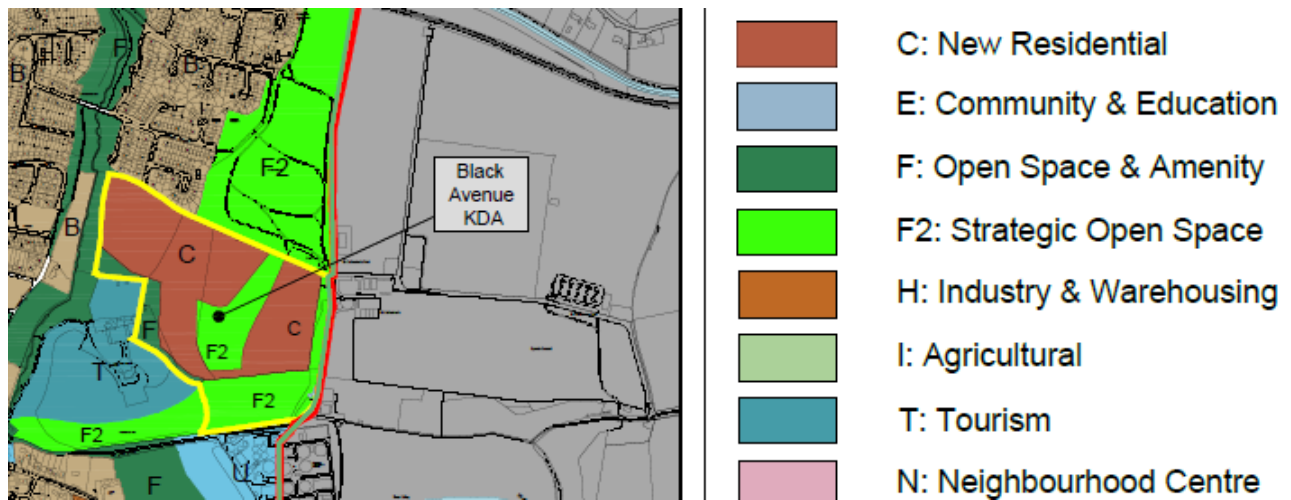 F
B
B
F2
Black
Avenue
KDA
B
C
F
C
F2
T
F2
F2
U
F
C: New Residential
E: Community & Education
F: Open Space & Amenity
F2: Strategic Open Space
H: Industry & Warehousing
I: Agricultural
T: Tourism
N: Neighbourhood Centre